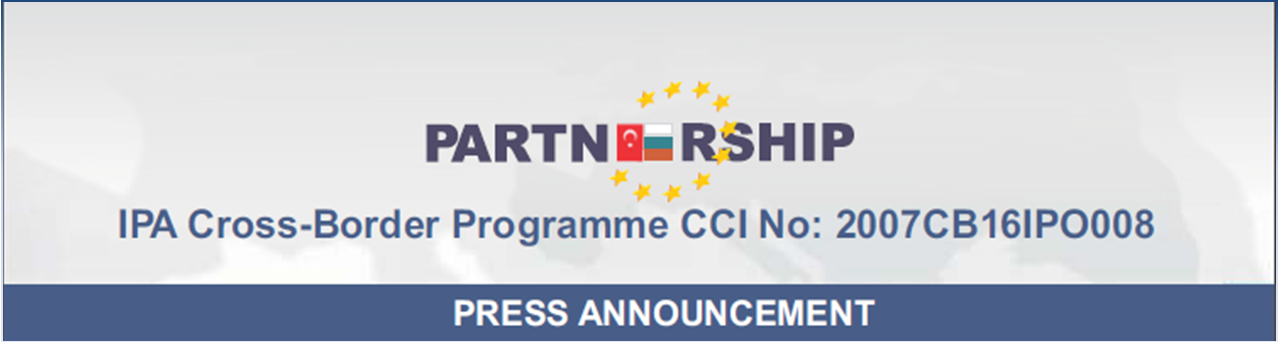 PARTNERSHIP
IPA Cross-Border Programme CCI No: 2007CB16IPO008
PRESS ANNOUNCEMENT